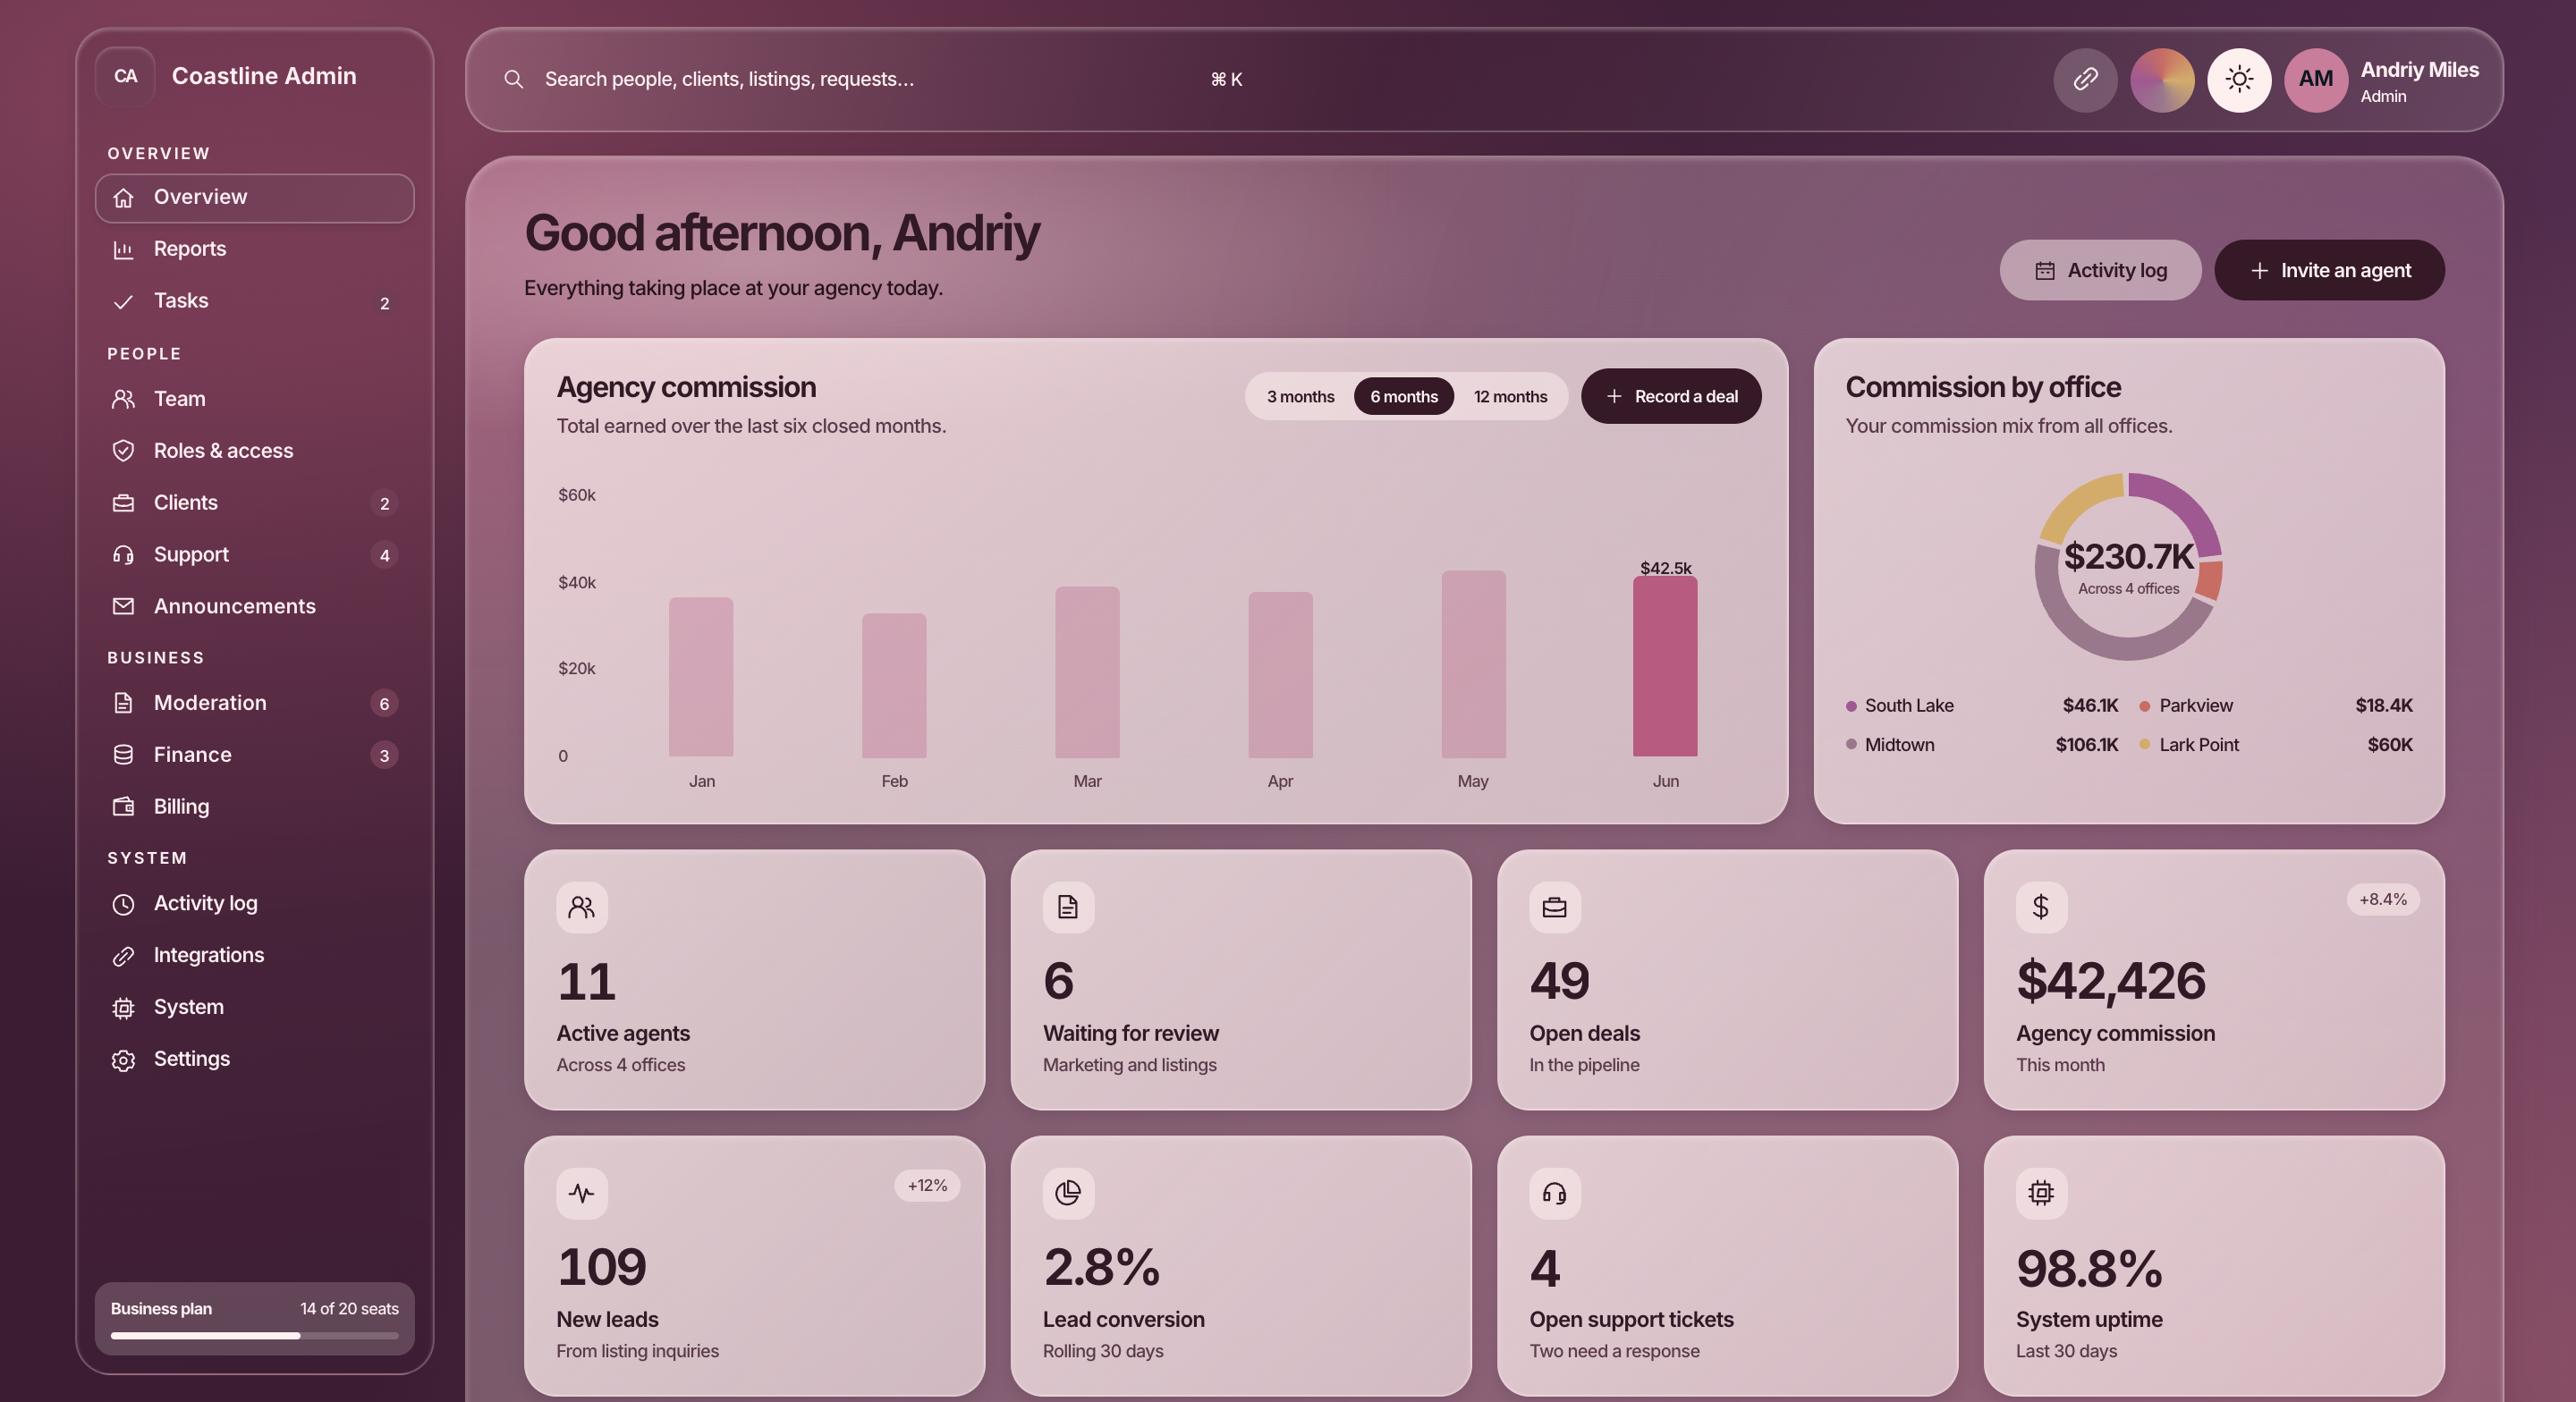 CA
Coastline Admin
OVERVIEW
Overview
Reports
Tasks 2
PEOPLE
Team
Roles & access
Clients 2
Support 4
Announcements
BUSINESS
Moderation 6
Finance 3
Billing
SYSTEM
Activity log
Integrations
System
Settings
Business plan 14 of 20 seats
Search people, clients, listings, requests... ⌘ K
AM
Andriy Miles
Admin
Good afternoon, Andriy
Everything taking place at your agency today.
Activity log
Invite an agent
Agency commission
Total earned over the last six closed months.
3 months 6 months 12 months
Record a deal
$60k
$40k
$20k
0
$42.5k
Jan Feb Mar Apr May Jun
Commission by office
Your commission mix from all offices.
$230.7K
Across 4 offices
South Lake $46.1K Parkview $18.4K
Midtown $106.1K Lark Point $60K
11
Active agents
Across 4 offices
6
Waiting for review
Marketing and listings
49
Open deals
In the pipeline
+8.4%
$42,426
Agency commission
This month
+12%
109
New leads
From listing inquiries
2.8%
Lead conversion
Rolling 30 days
4
Open support tickets
Two need a response
98.8%
System uptime
Last 30 days